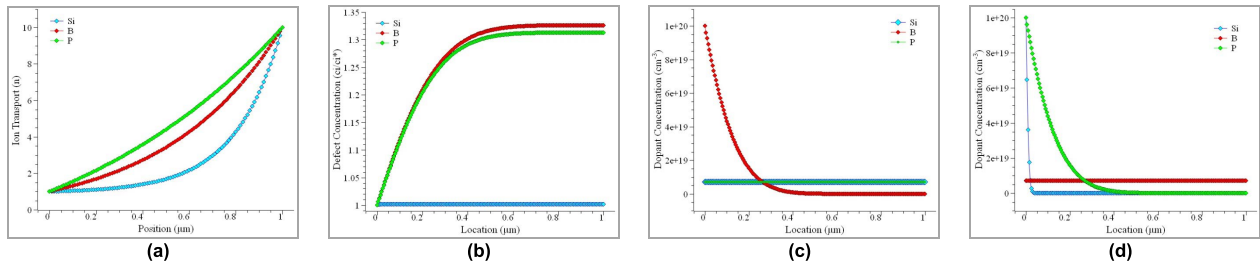 Si
B
P
10
8
6
4
2
0
0
0.2
0.4
0.6
0.8
1
Ion Transport (n)
Position (µm)
(a)
Si
B
P
1.35
1.3
1.25
1.2
1.15
1.1
1.05
1
0
0.2
0.4
0.6
0.8
1
Defect Concentration (ci/ci*)
Location (µm)
(b)
Si
B
P
1e+20
8e+19
6e+19
4e+19
2e+19
0
0
0.2
0.4
0.6
0.8
1
Dopant Concentration (cm⁻³)
Location (µm)
(c)
Si
B
P
1e+20
8e+19
6e+19
4e+19
2e+19
0
0
0.2
0.4
0.6
0.8
1
Dopant Concentration (cm⁻³)
Location (µm)
(d)